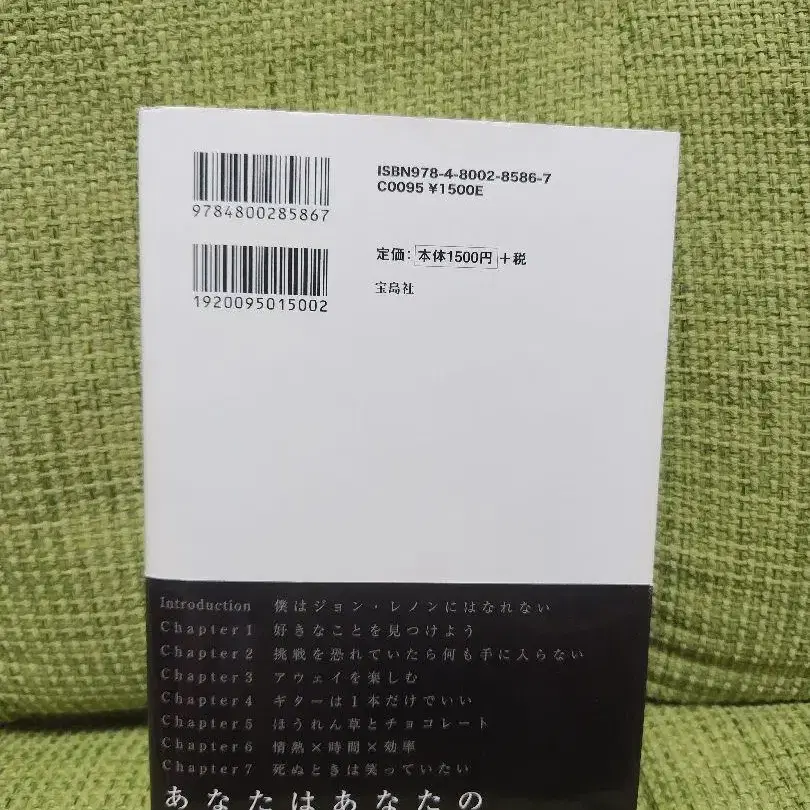 ISBN978-4-8002-8586-7
C0095 ¥1500E
9784800285867
定価：本体1500円＋税
1920095015002
宝島社
Introduction 僕はジョン・レノンにはなれない
Chapter1 好きなことを見つけよう
Chapter2 挑戦を恐れていたら何も手に入らない
Chapter3 アウェイを楽しむ
Chapter4 ギターは1本だけでいい
Chapter5 ほうれん草とチョコレート
Chapter6 情熱×時間×効率
Chapter7 死ぬときは笑っていたい
あなたはあなたの